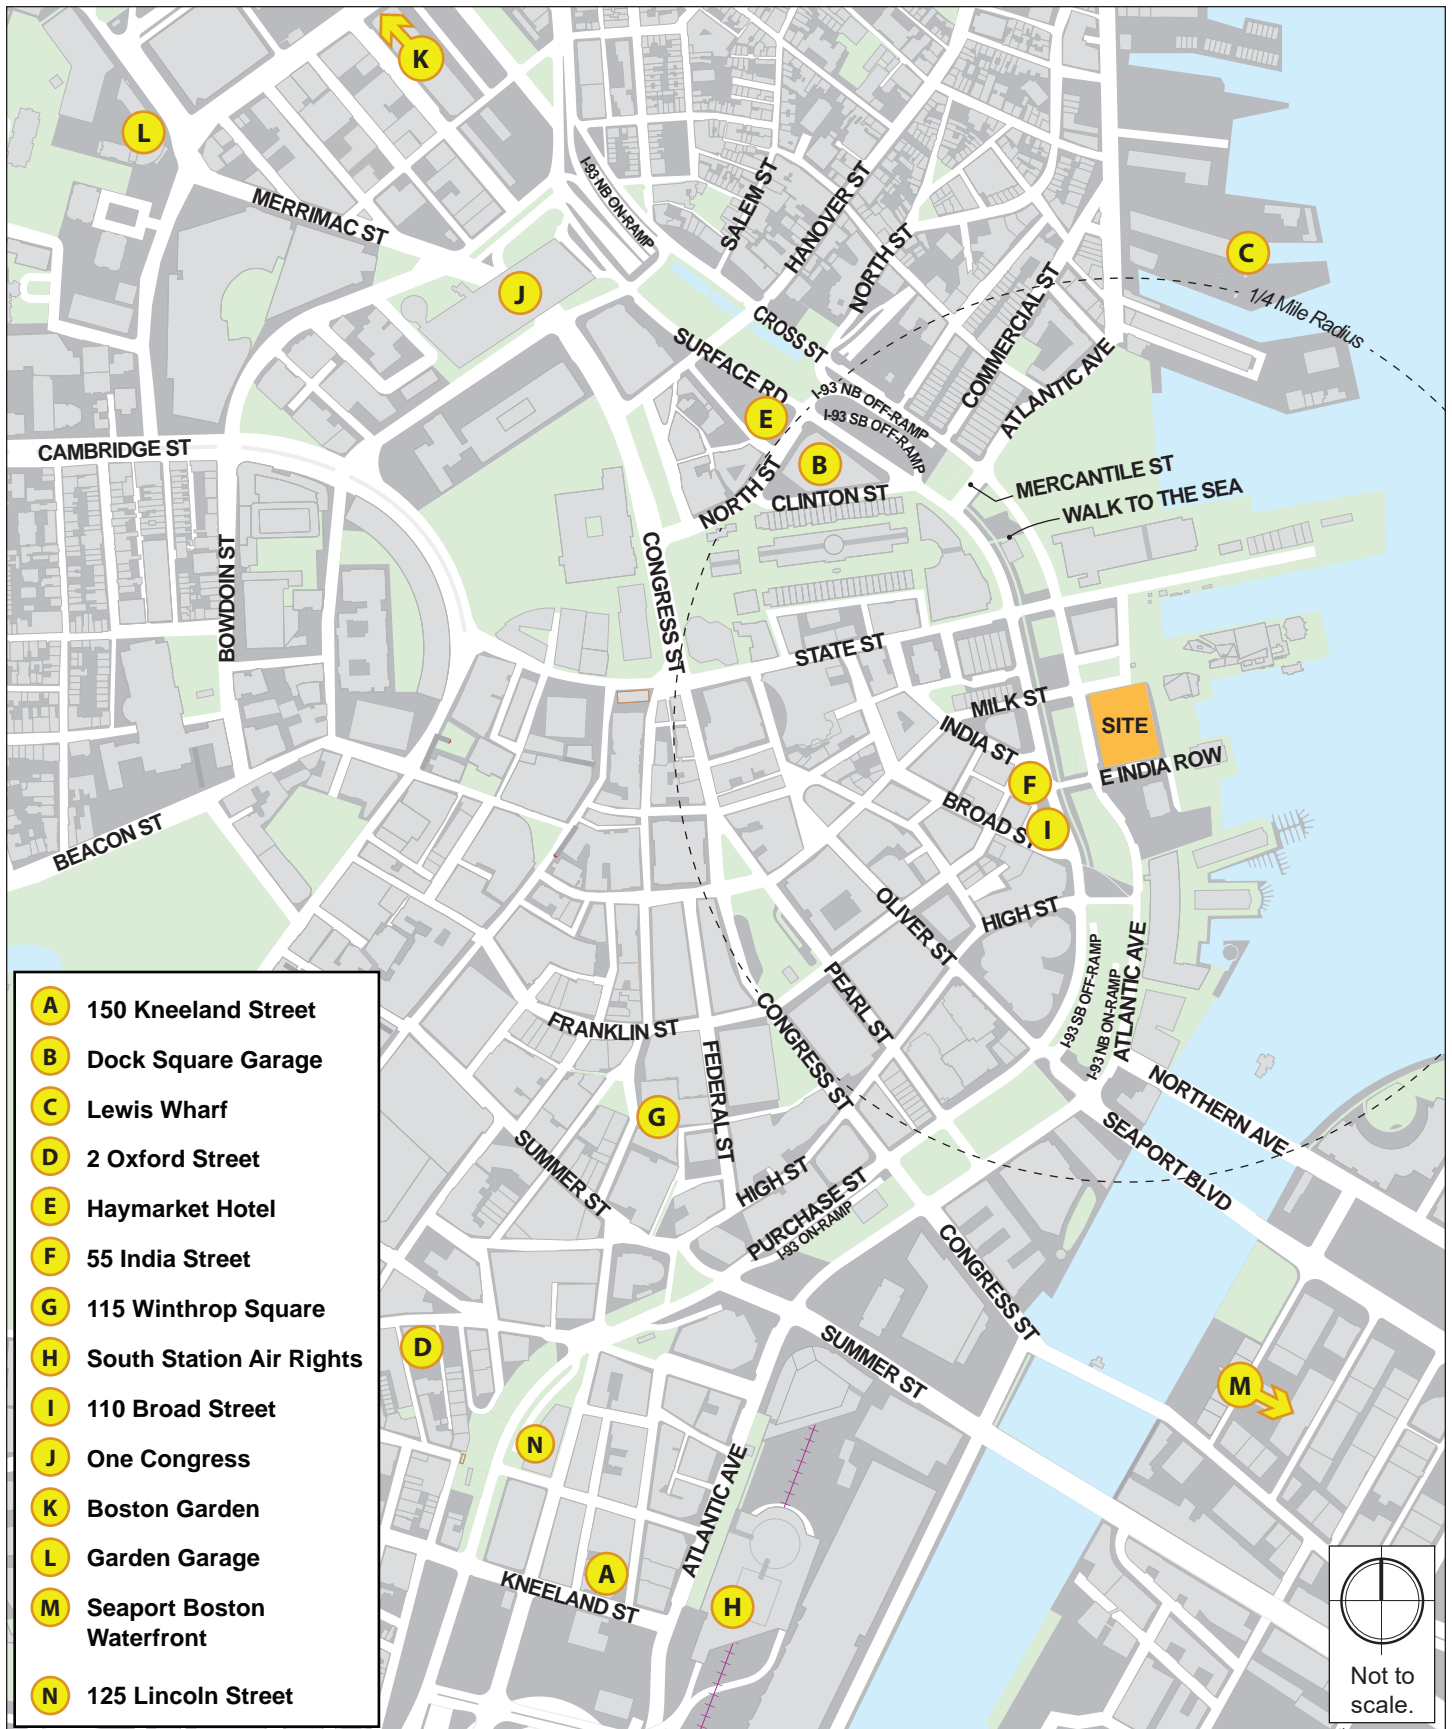 K
L
I-93 NB ON-RAMP
SALEM ST
HANOVER ST
MERRIMAC ST
NORTH ST
C
J
COMMERCIAL ST
1/4 Mile Radius
CROSS ST
SURFACE RD
ATLANTIC AVE
I-93 NB OFF-RAMP
I-93 SB OFF-RAMP
E
CAMBRIDGE ST
B
NORTH ST
CLINTON ST
MERCANTILE ST
WALK TO THE SEA
BOWDOIN ST
CONGRESS ST
STATE ST
MILK ST
SITE
INDIA ST
E INDIA ROW
F
BROAD ST
I
BEACON ST
OLIVER ST
HIGH ST
I-93 SB OFF-RAMP
ATLANTIC AVE
I-93 NB ON-RAMP
PEARL ST
CONGRESS ST
FRANKLIN ST
FEDERAL ST
NORTHERN AVE
SEAPORT BLVD
G
SUMMER ST
HIGH ST
PURCHASE ST
I-93 ON-RAMP
CONGRESS ST
SUMMER ST
D
M
N
ATLANTIC AVE
A
KNEELAND ST
H
A 150 Kneeland Street
B Dock Square Garage
C Lewis Wharf
D 2 Oxford Street
E Haymarket Hotel
F 55 India Street
G 115 Winthrop Square
H South Station Air Rights
I 110 Broad Street
J One Congress
K Boston Garden
L Garden Garage
M Seaport Boston
Waterfront
N 125 Lincoln Street
Not to
scale.